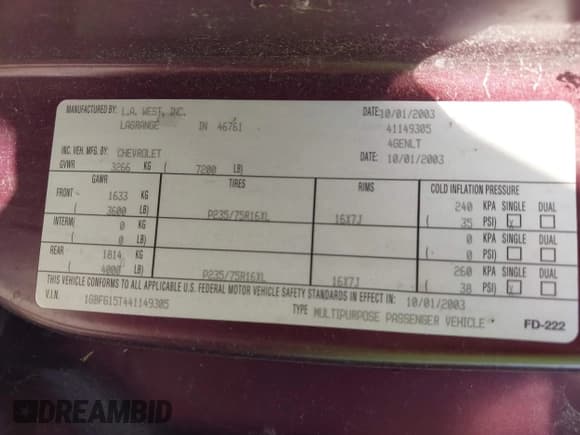 MANUFACTURED BY: L.A. WEST, INC. DATE: 10/01/2003
LAGRANGE IN 46761 41149305
4GENLT
INC. VEH. MFG. BY: CHEVROLET DATE: 10/01/2003
GVWR 3266 KG ( 7200 LB)
GAWR TIRES RIMS COLD INFLATION PRESSURE
FRONT 1633 KG 240 KPA SINGLE DUAL
( 3600 LB) P235/75R16XL 16X7J ( 35 PSI) X
INTERM( 0 KG 0 KPA SINGLE DUAL
( 0 LB) ( 0 PSI)
REAR 1814 KG 260 KPA SINGLE DUAL
( 4000 LB) P235/75R16XL 16X7J ( 38 PSI) X
THIS VEHICLE CONFORMS TO ALL APPLICABLE U.S. FEDERAL MOTOR VEHICLE SAFETY STANDARDS IN EFFECT IN: 10/01/2003
V.I.N. 1GBFG15T441149305 TYPE MULTIPURPOSE PASSENGER VEHICLE FD-222
DREAMBID